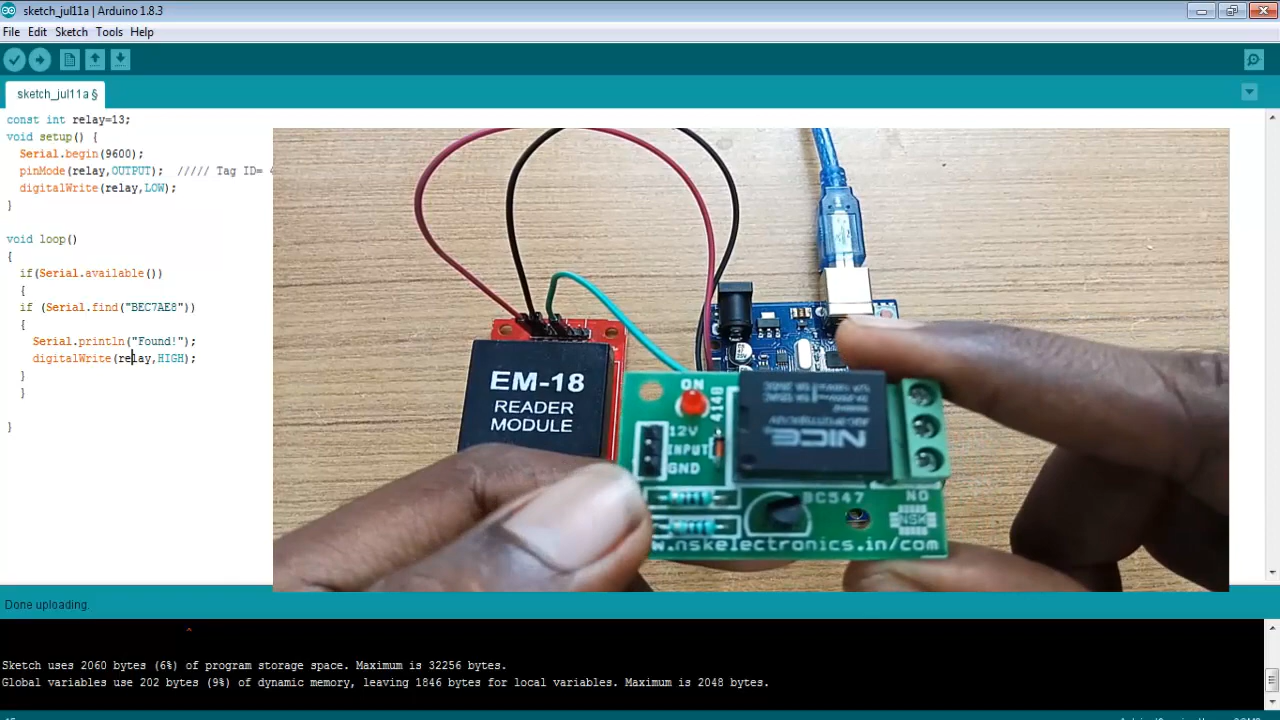 sketch_jul11a | Arduino 1.8.3
File Edit Sketch Tools Help
sketch_jul11a §
const int relay=13;
void setup() {
Serial.begin(9600);
pinMode(relay,OUTPUT); ///// Tag ID= 4
digitalWrite(relay,LOW);
}
void loop()
{
if(Serial.available())
{
if (Serial.find("BEC7AE8"))
{
Serial.println("Found!");
digitalWrite(relay,HIGH);
}
}
}
EM-18
READER
MODULE
ON
4148
12V
INPUT
GND
NICE
BC547
NO
NSK
w.nskelectronics.in/com
Done uploading.
^
Sketch uses 2060 bytes (6%) of program storage space. Maximum is 32256 bytes.
Global variables use 202 bytes (9%) of dynamic memory, leaving 1846 bytes for local variables. Maximum is 2048 bytes.